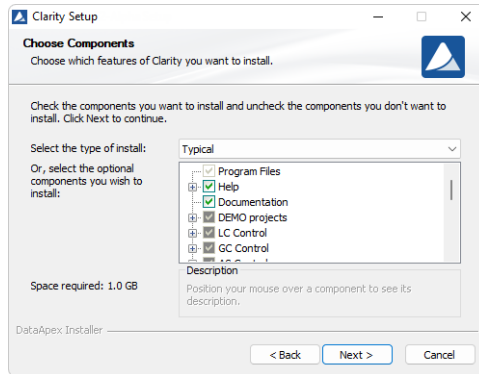 Clarity Setup
Choose Components
Choose which features of Clarity you want to install.
Check the components you want to install and uncheck the components you don't want to
install. Click Next to continue.
Select the type of install:
Typical
Or, select the optional
components you wish to
install:
Program Files
Help
Documentation
DEMO projects
LC Control
GC Control
Description
Position your mouse over a component to see its
description.
Space required: 1.0 GB
DataApex Installer
< Back
Next >
Cancel